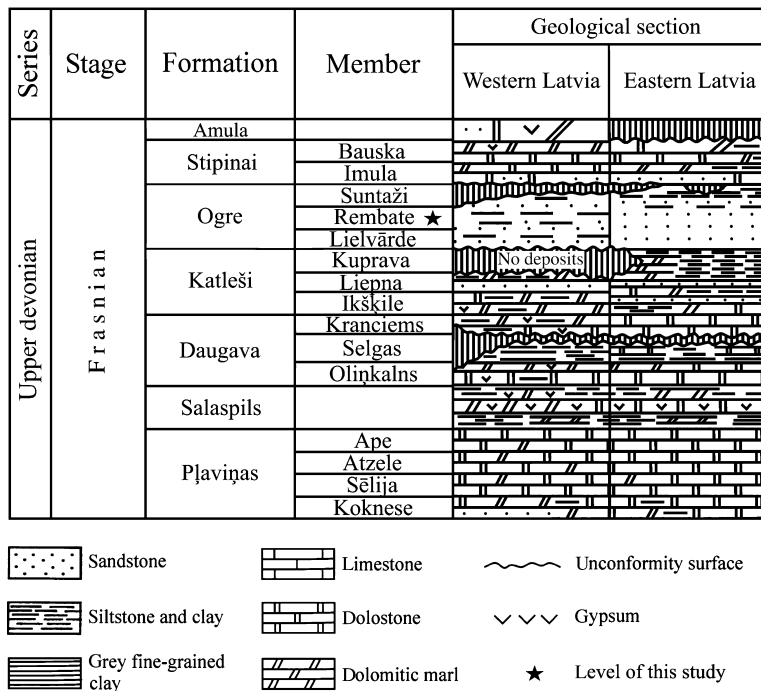 Series
Stage
Formation
Member
Geological section
Western Latvia
Eastern Latvia
Upper devonian
Frasnian
Amula
Stipinai
Bauska
Imula
Ogre
Suntaži
Rembate ★
Lielvārde
Katleši
Kuprava
No deposits
Liepna
Ikšķile
Daugava
Kranciems
Selgas
Oliņkalns
Salaspils
Pļaviņas
Ape
Atzele
Sēlija
Koknese
Sandstone
Limestone
Unconformity surface
Siltstone and clay
Dolostone
Gypsum
Grey fine-grained
clay
Dolomitic marl
★ Level of this study